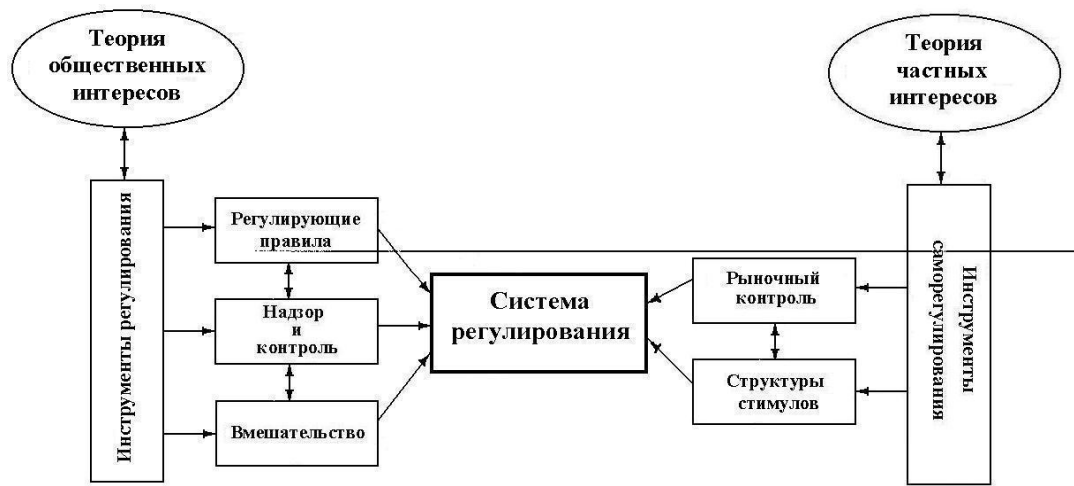 Теория
общественных
интересов
Теория
частных
интересов
Инструменты регулирования
Регулирующие
правила
Надзор
и
контроль
Вмешательство
Система
регулирования
Рыночный
контроль
Структуры
стимулов
Инструменты
саморегулирования